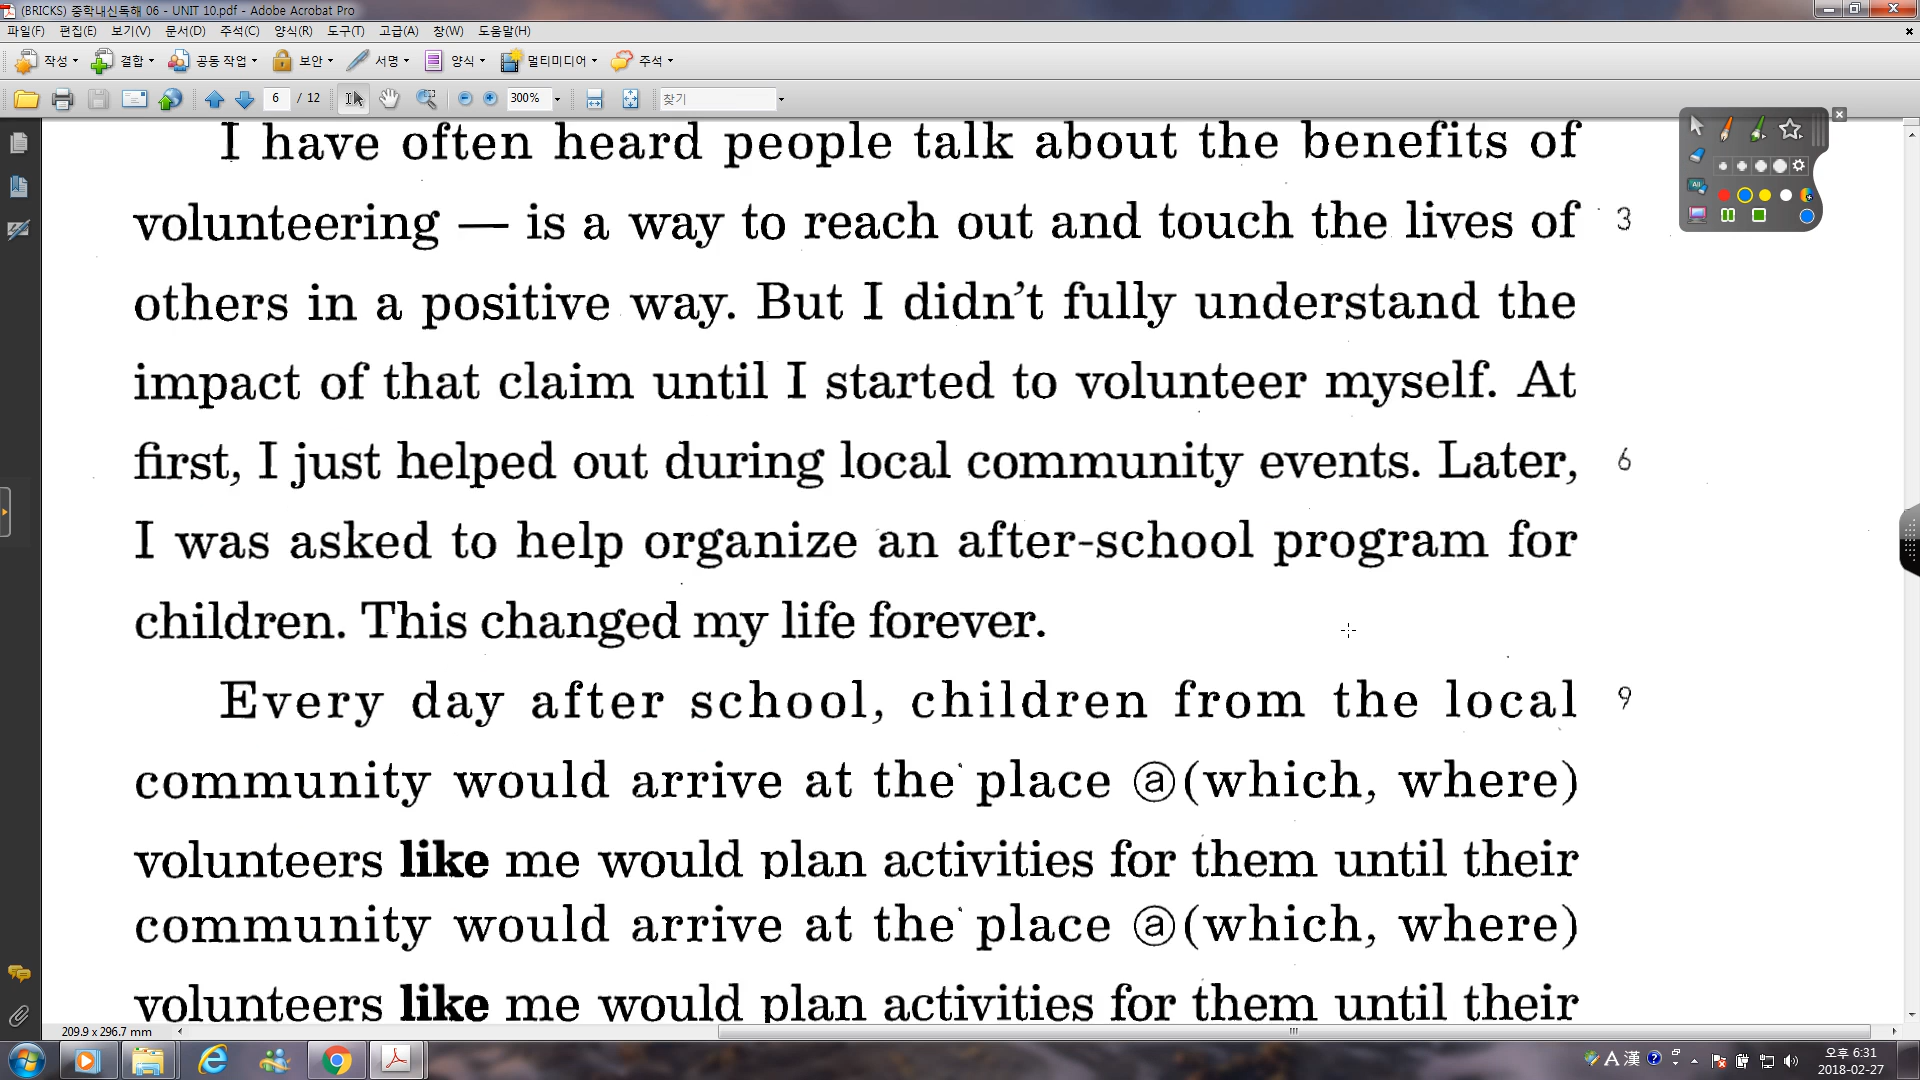 (BRICKS) 중학내신독해 06 - UNIT 10.pdf - Adobe Acrobat Pro
파일(F) 편집(E) 보기(V) 문서(D) 주석(C) 양식(R) 도구(T) 고급(A) 창(W) 도움말(H)
작성 결합 공동 작업 보안 서명 양식 멀티미디어 주석
6 / 12 300% 찾기
I have often heard people talk about the benefits of
volunteering — is a way to reach out and touch the lives of 3
others in a positive way. But I didn't fully understand the
impact of that claim until I started to volunteer myself. At
first, I just helped out during local community events. Later, 6
I was asked to help organize an after-school program for
children. This changed my life forever.
Every day after school, children from the local 9
community would arrive at the place ⓐ(which, where)
volunteers like me would plan activities for them until their
community would arrive at the place ⓐ(which, where)
volunteers like me would plan activities for them until their
209.9 x 296.7 mm
A 漢
오후 6:31
2018-02-27